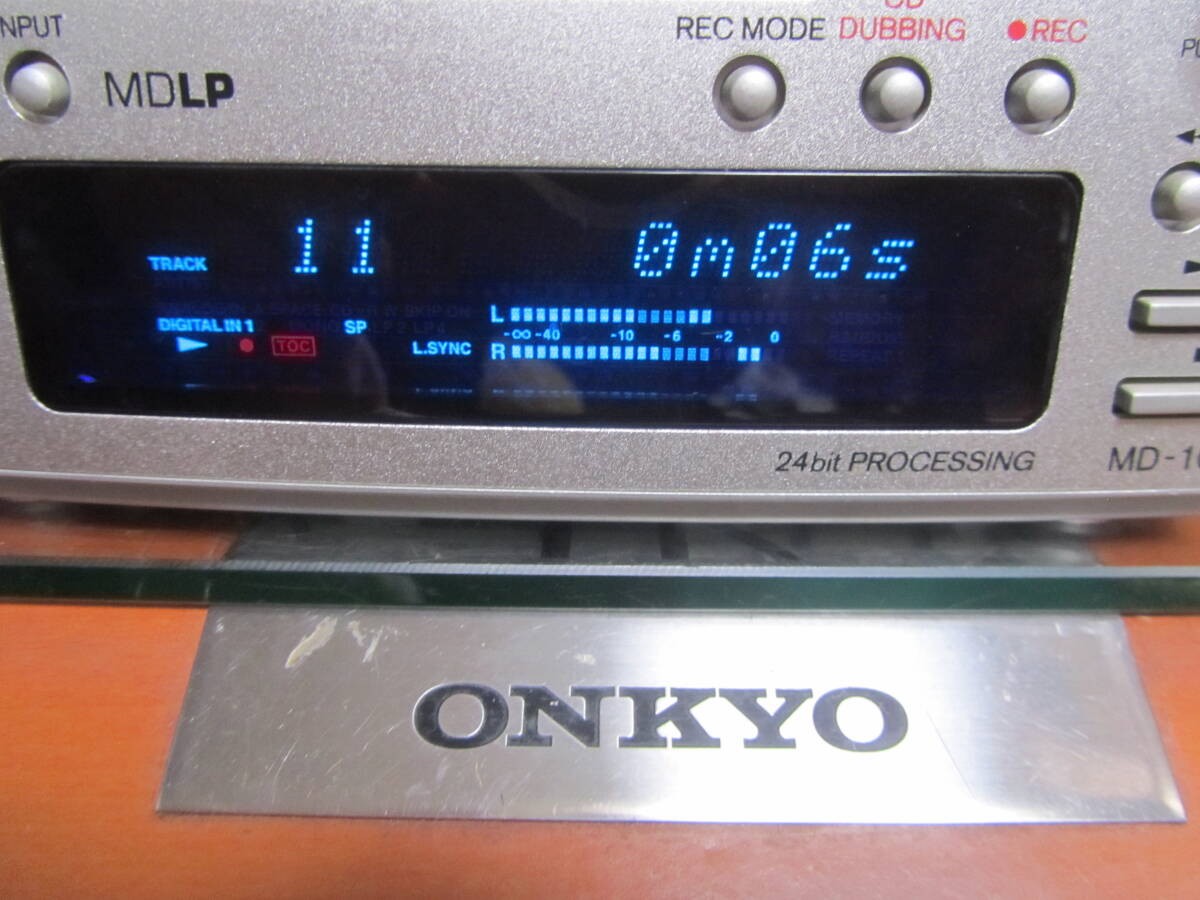 INPUT
REC MODE
CD
DUBBING
REC
MDLP
TRACK 11 0m06s
DIGITAL IN 1
SP
TOC
L.SYNC
L
-∞ -40 -10 -6 -2 0
R
24bit PROCESSING
ONKYO